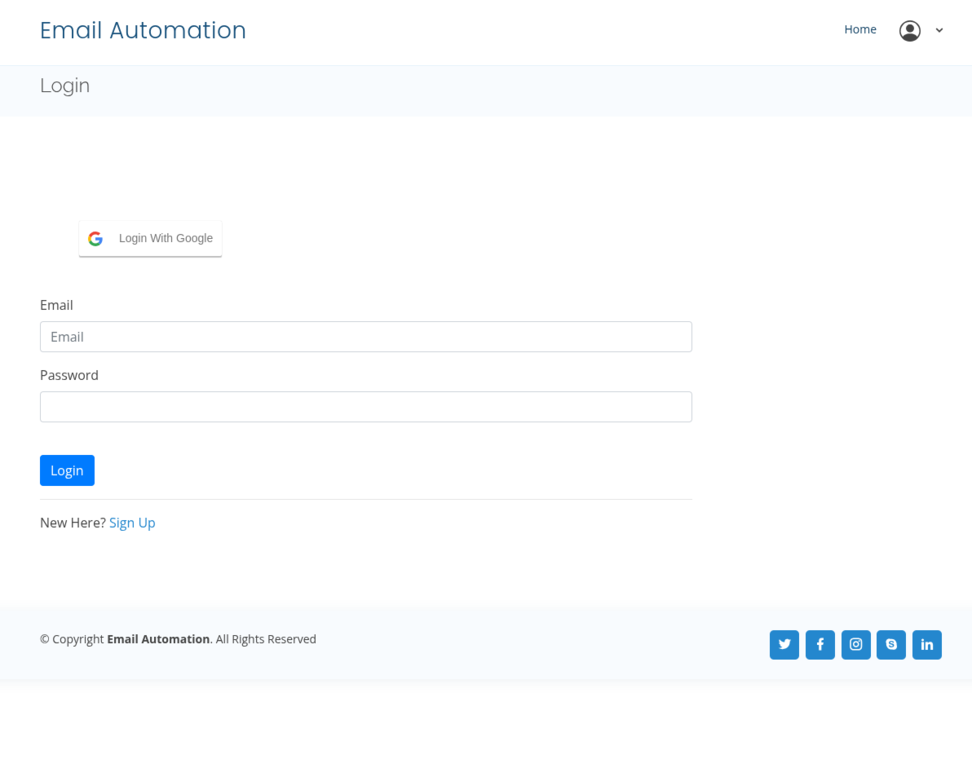 Email Automation
Home
Login
Login With Google
Email
Email
Password
Login
New Here? Sign Up
© Copyright Email Automation. All Rights Reserved